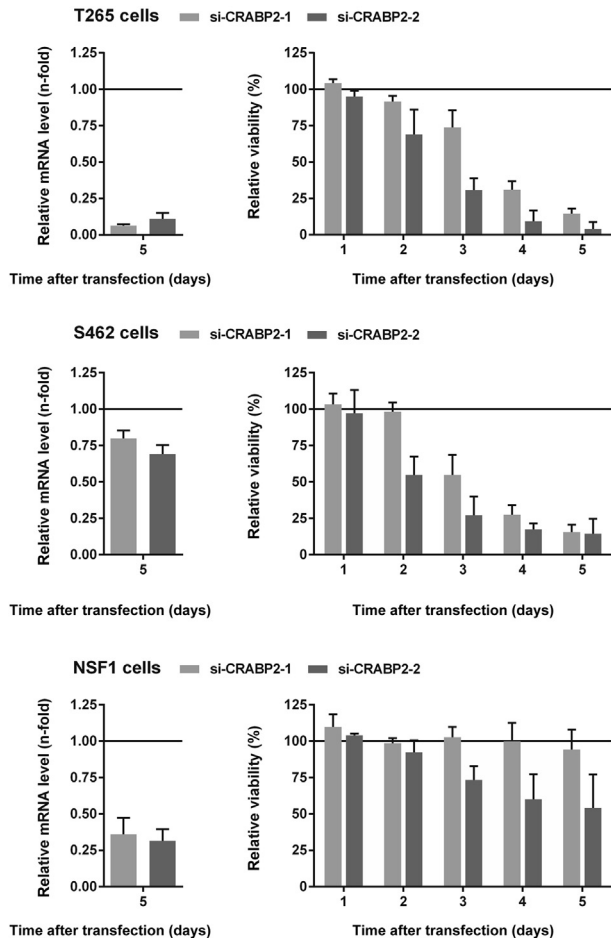 T265 cells si-CRABP2-1 si-CRABP2-2
Relative mRNA level (n-fold)
1.25
1.00
0.75
0.50
0.25
0.00
5
Time after transfection (days)
Relative viability (%)
125
100
75
50
25
0
1 2 3 4 5
Time after transfection (days)
S462 cells si-CRABP2-1 si-CRABP2-2
Relative mRNA level (n-fold)
1.25
1.00
0.75
0.50
0.25
0.00
5
Time after transfection (days)
Relative viability (%)
125
100
75
50
25
0
1 2 3 4 5
Time after transfection (days)
NSF1 cells si-CRABP2-1 si-CRABP2-2
Relative mRNA level (n-fold)
1.25
1.00
0.75
0.50
0.25
0.00
5
Time after transfection (days)
Relative viability (%)
125
100
75
50
25
0
1 2 3 4 5
Time after transfection (days)